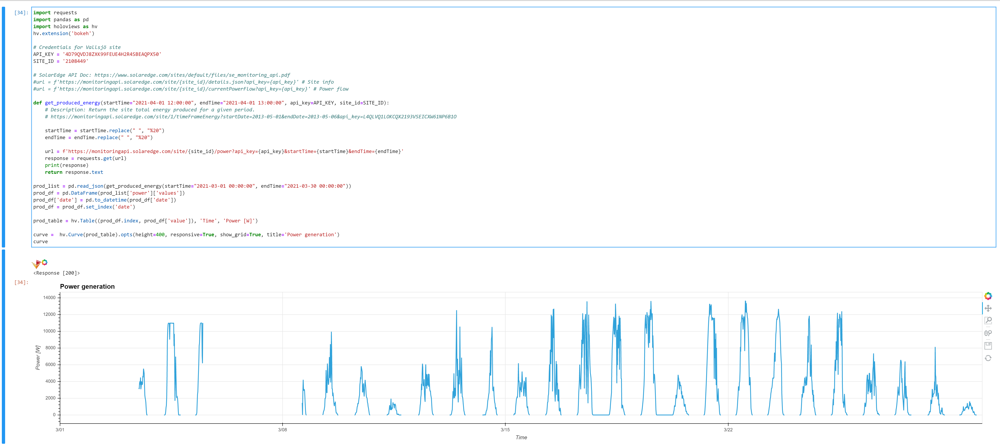 [34]:
import requests
import pandas as pd
import holoviews as hv
hv.extension('bokeh')

# Credentials for Vallsjö site
API_KEY = '4D79QVDJ8ZXK99FEUE4H2R4SBEAQPX50'
SITE_ID = '2108449'

# SolarEdge API Doc: https://www.solaredge.com/sites/default/files/se_monitoring_api.pdf
#url = f'https://monitoringapi.solaredge.com/site/{site_id}/details.json?api_key={api_key}' # Site info
#url = f'https://monitoringapi.solaredge.com/site/{site_id}/currentPowerFlow?api_key={api_key}' # Power flow

def get_produced_energy(startTime="2021-04-01 12:00:00", endTime="2021-04-01 13:00:00", api_key=API_KEY, site_id=SITE_ID):
    # Description: Return the site total energy produced for a given period.
    # https://monitoringapi.solaredge.com/site/1/timeFrameEnergy?startDate=2013-05-01&endDate=2013-05-06&api_key=L4QLVQ1LOKCQX2193VSEICXW61NP6B1O

    startTime = startTime.replace(" ", "%20")
    endTime = endTime.replace(" ", "%20")

    url = f'https://monitoringapi.solaredge.com/site/{site_id}/power?api_key={api_key}&startTime={startTime}&endTime={endTime}'
    response = requests.get(url)
    print(response)
    return response.text

prod_list = pd.read_json(get_produced_energy(startTime="2021-03-01 00:00:00", endTime="2021-03-30 00:00:00"))
prod_df = pd.DataFrame(prod_list['power']['values'])
prod_df['date'] = pd.to_datetime(prod_df['date'])
prod_df = prod_df.set_index('date')

prod_table = hv.Table((prod_df.index, prod_df['value']), 'Time', 'Power [W]')

curve =  hv.Curve(prod_table).opts(height=400, responsive=True, show_grid=True, title='Power generation')
curve
<Response [200]>
[34]:
Power generation
14000
12000
10000
8000
6000
4000
2000
0
Power [W]
3/01
3/08
3/15
3/22
Time